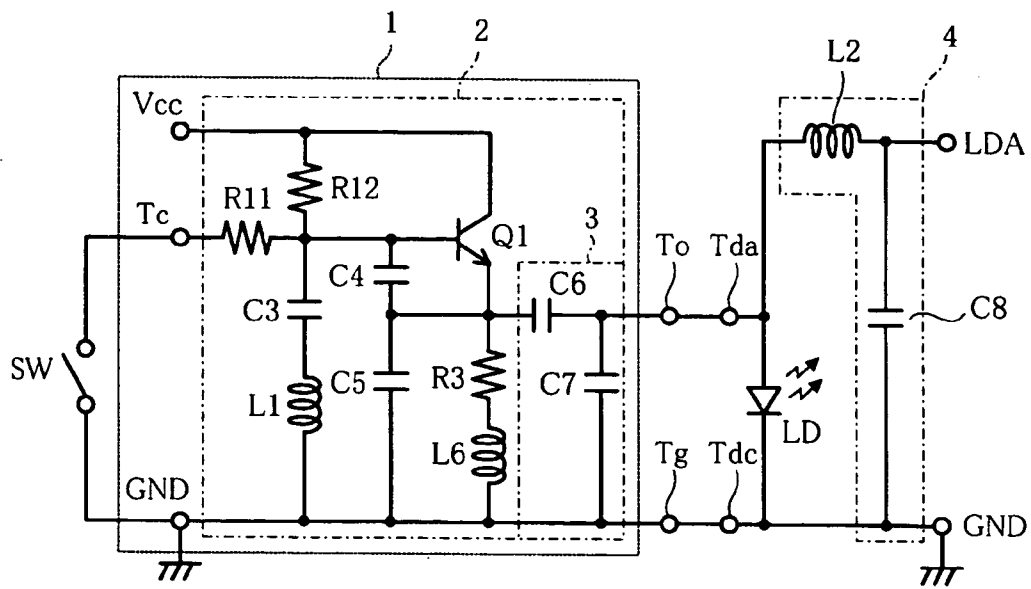 1
2
L2
4
Vcc
LDA
R11
R12
Tc
Q1
3
To
Tda
C4
C6
C3
C8
SW
C5
R3
C7
L1
LD
L6
Tg
Tdc
GND
GND